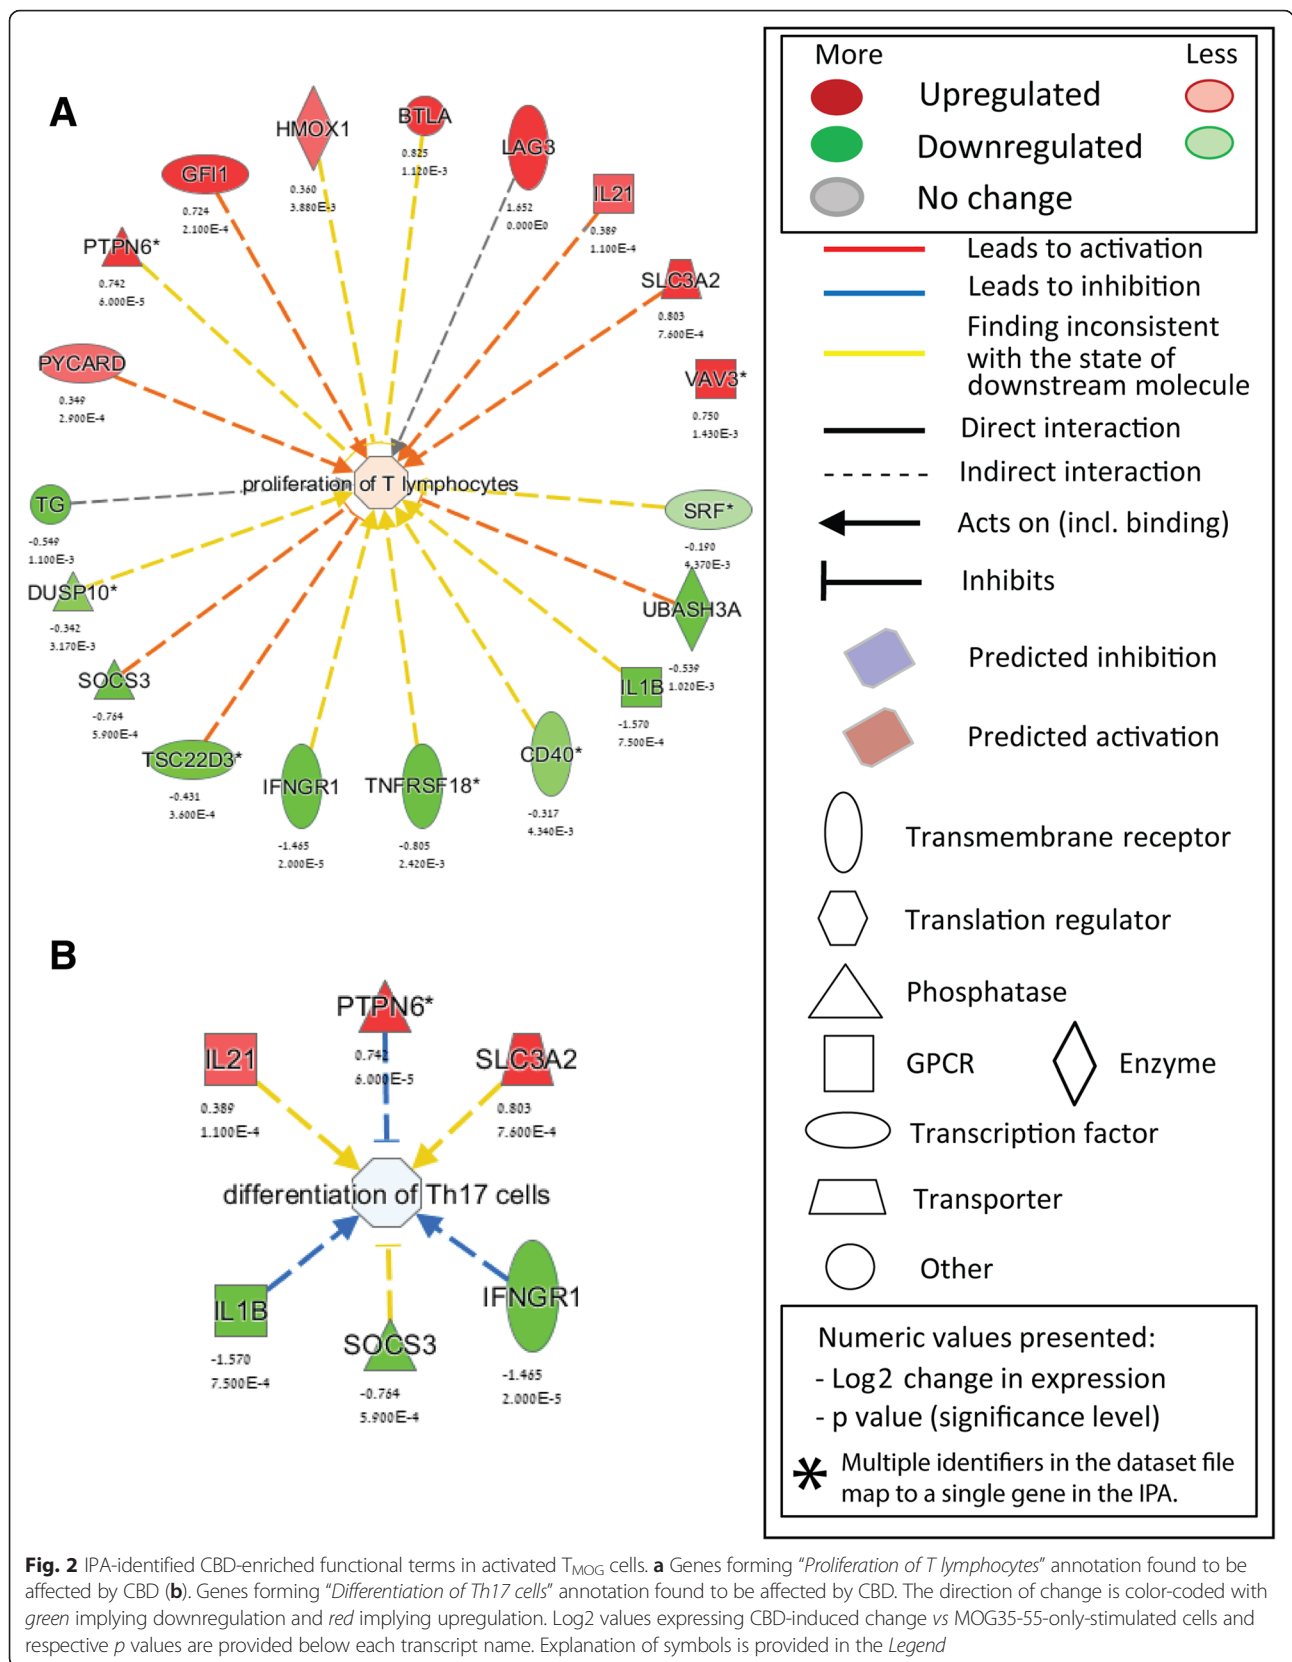 A
HMOX1
0.360
3.880E-3
BTLA
0.825
1.120E-3
LAG3
1.652
0.000E0
GFI1
0.724
2.100E-4
IL21
0.389
1.100E-4
PTPN6*
0.742
6.000E-5
SLC3A2
0.803
7.600E-4
PYCARD
0.349
2.900E-4
VAV3*
0.750
1.430E-3
proliferation of T lymphocytes
TG
-0.549
1.100E-3
SRF*
-0.190
4.370E-3
DUSP10*
-0.342
3.170E-3
UBASH3A
-0.539
1.020E-3
SOCS3
-0.764
5.900E-4
IL1B
-1.570
7.500E-4
TSC22D3*
-0.431
3.600E-4
IFNGR1
-1.465
2.000E-5
TNFRSF18*
-0.805
2.420E-3
CD40*
-0.317
4.340E-3
B
PTPN6*
0.742
6.000E-5
IL21
0.389
1.100E-4
SLC3A2
0.803
7.600E-4
differentiation of Th17 cells
IL1B
-1.570
7.500E-4
SOCS3
-0.764
5.900E-4
IFNGR1
-1.465
2.000E-5
More Less
Upregulated
Downregulated
No change
Leads to activation
Leads to inhibition
Finding inconsistent
with the state of
downstream molecule
Direct interaction
Indirect interaction
Acts on (incl. binding)
Inhibits
Predicted inhibition
Predicted activation
Transmembrane receptor
Translation regulator
Phosphatase
GPCR Enzyme
Transcription factor
Transporter
Other
Numeric values presented:
- Log2 change in expression
- p value (significance level)
* Multiple identifiers in the dataset file
map to a single gene in the IPA.
Fig. 2 IPA-identified CBD-enriched functional terms in activated TMOG cells. a Genes forming “Proliferation of T lymphocytes” annotation found to be
affected by CBD (b). Genes forming “Differentiation of Th17 cells” annotation found to be affected by CBD. The direction of change is color-coded with
green implying downregulation and red implying upregulation. Log2 values expressing CBD-induced change vs MOG35-55-only-stimulated cells and
respective p values are provided below each transcript name. Explanation of symbols is provided in the Legend